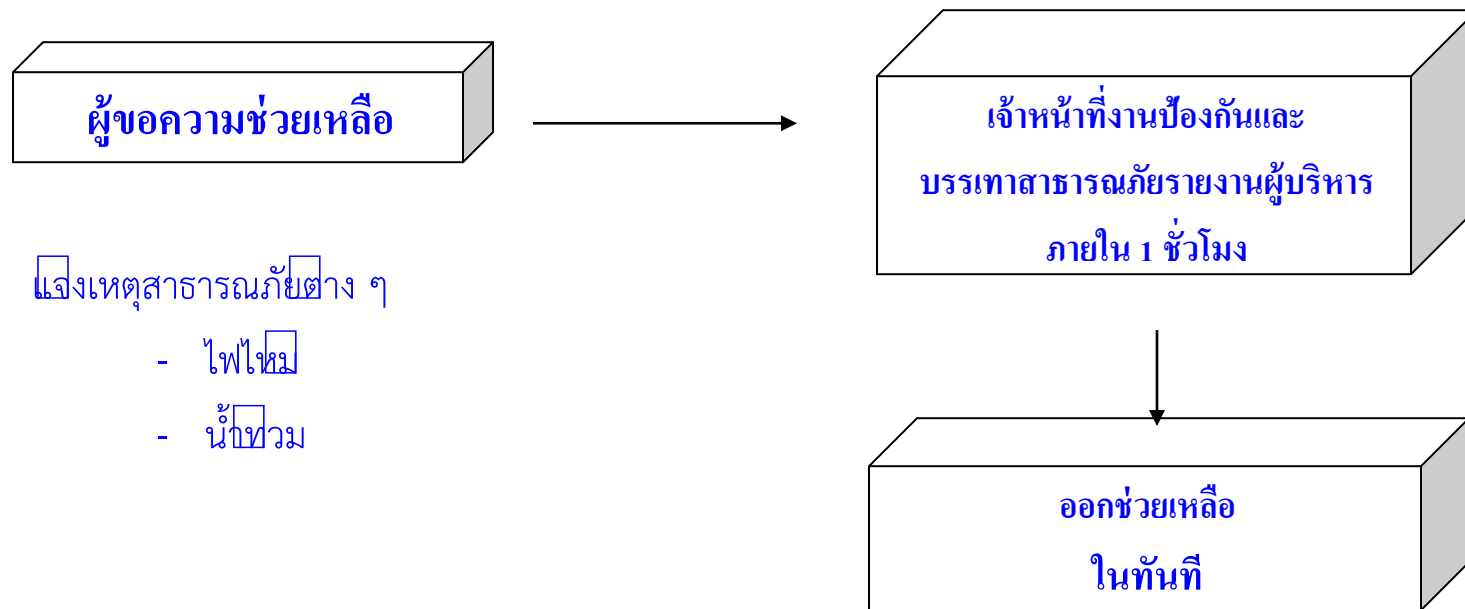 ผู้ขอความช่วยเหลือ
เจ้าหน้าที่งานป้องกันและ
บรรเทาสาธารณภัยรายงานผู้บริหาร
ภายใน 1 ชั่วโมง
แจงเหตุสาธารณภัยตาง ๆ
- ไฟไหม
- น้ำทวม
ออกช่วยเหลือ
ในทันที